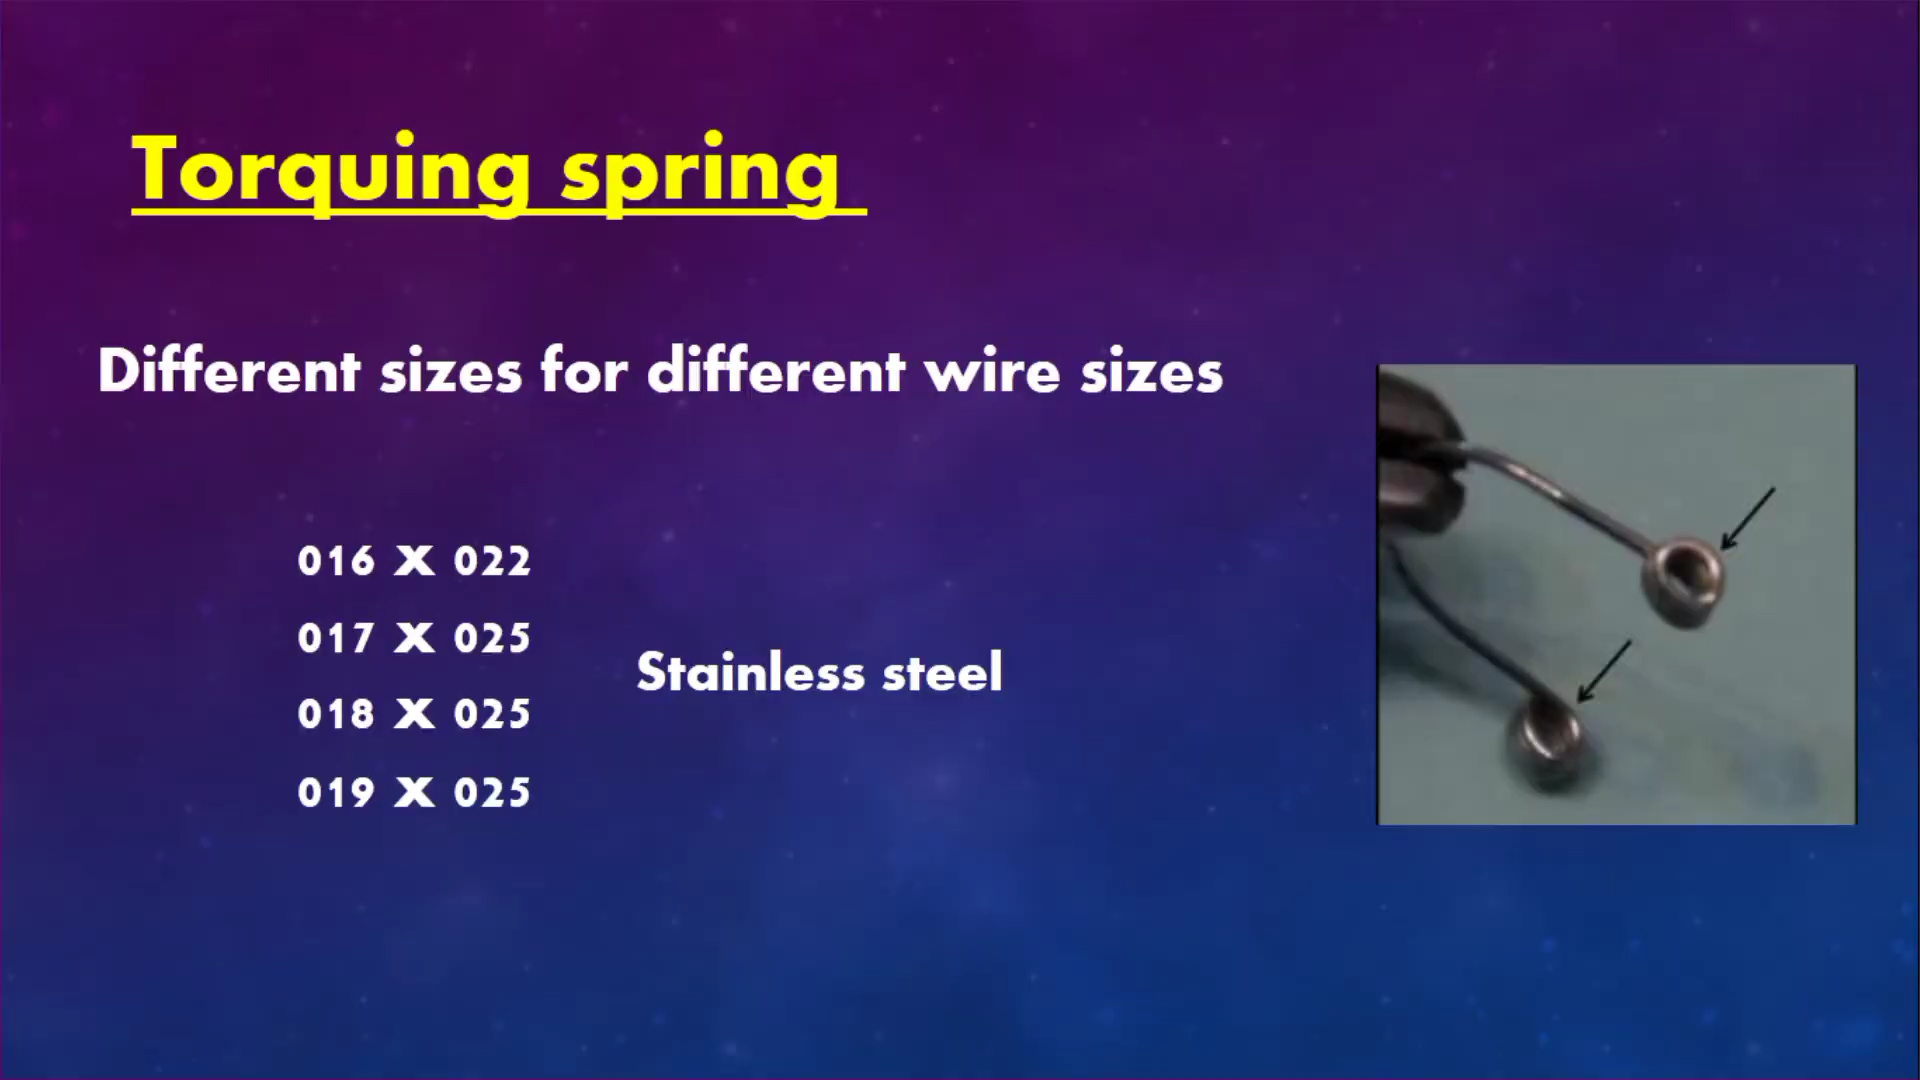 Torquing spring
Different sizes for different wire sizes
016 X 022
017 X 025
018 X 025
019 X 025
Stainless steel